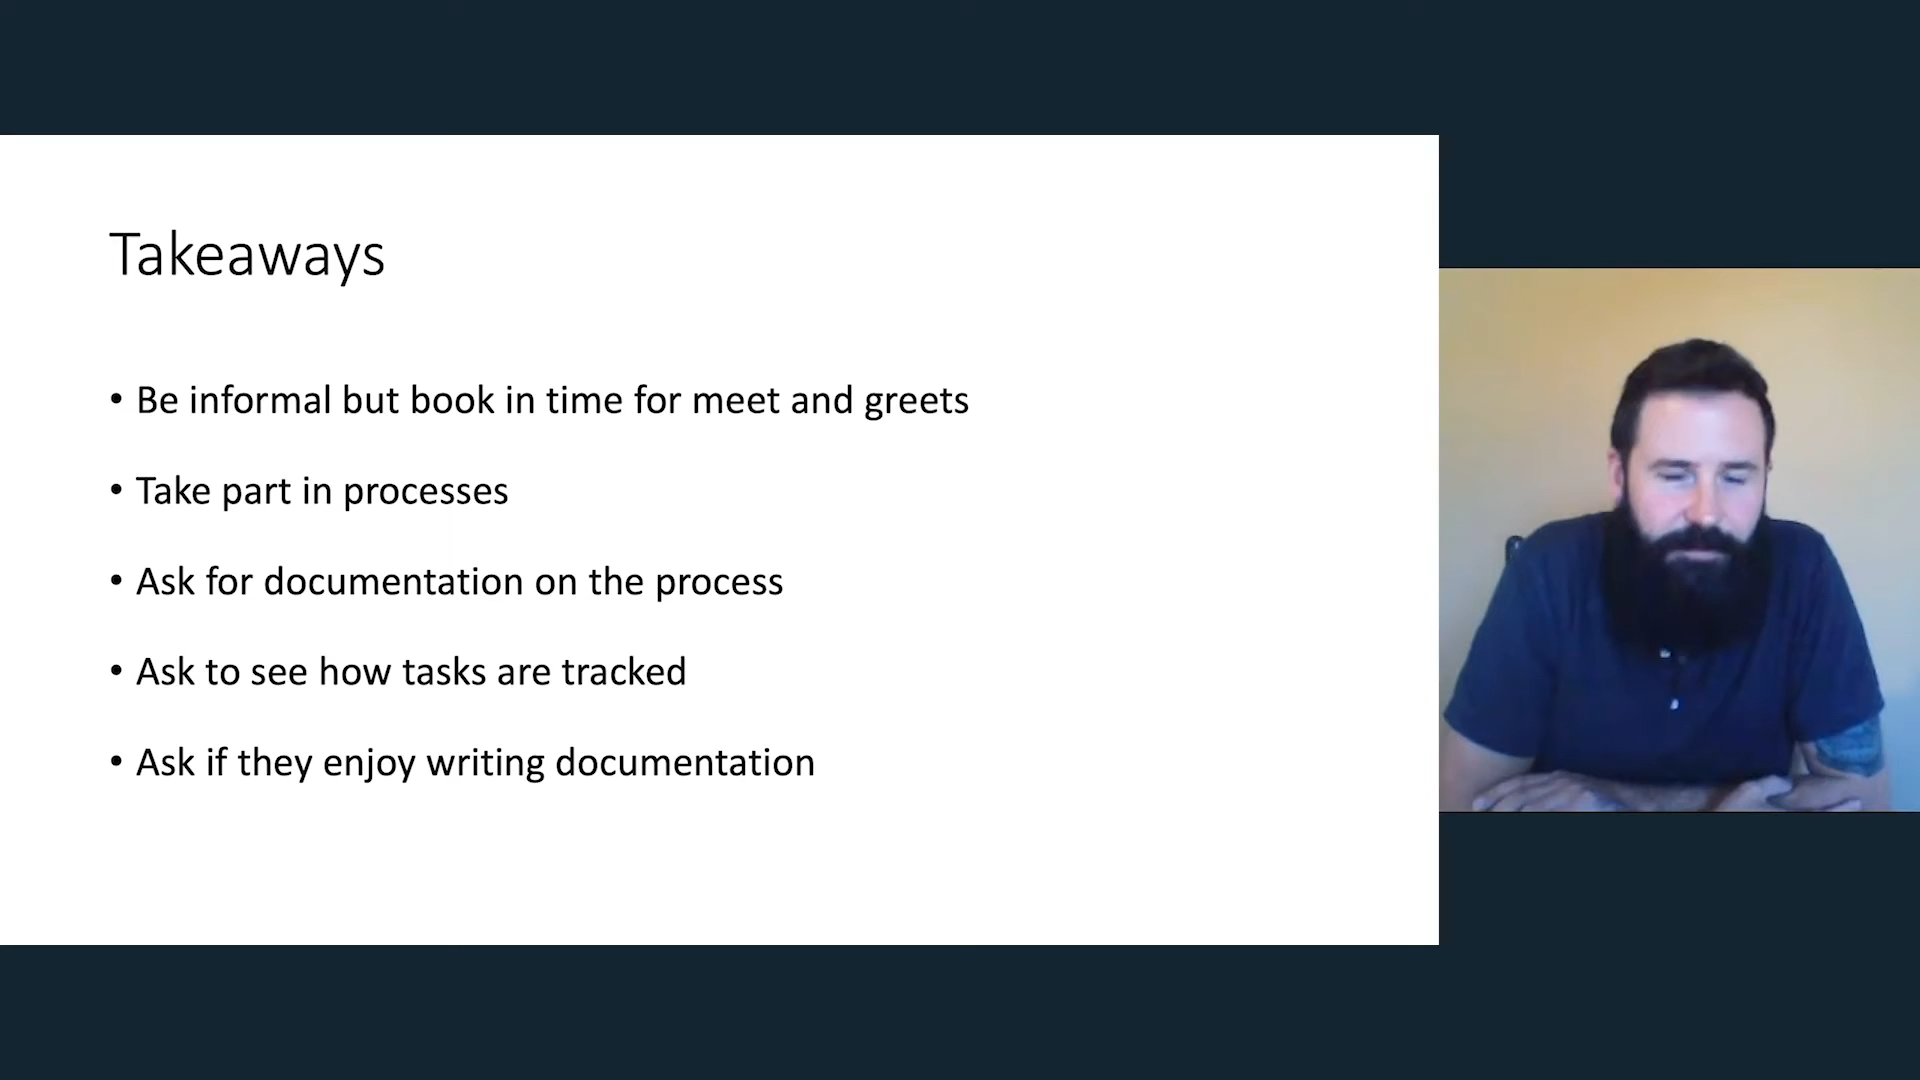 Takeaways
• Be informal but book in time for meet and greets
• Take part in processes
• Ask for documentation on the process
• Ask to see how tasks are tracked
• Ask if they enjoy writing documentation